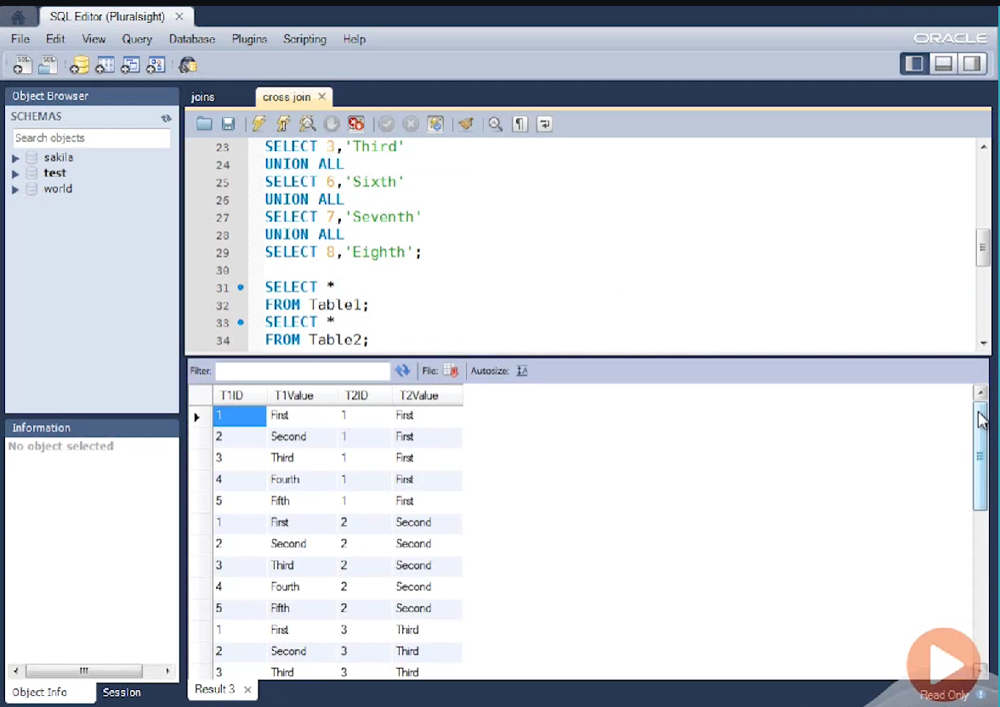 SQL Editor (Pluralsight) ×
File Edit View Query Database Plugins Scripting Help
ORACLE
SQL SQL
Object Browser
SCHEMAS
Search objects
sakila
test
world
Information
No object selected
Object Info Session
joins cross join ×
23 SELECT 3,'Third'
24 UNION ALL
25 SELECT 6,'Sixth'
26 UNION ALL
27 SELECT 7,'Seventh'
28 UNION ALL
29 SELECT 8,'Eighth';
30
31 SELECT *
32 FROM Table1;
33 SELECT *
34 FROM Table2;
Filter: File: Autosize:
T1ID T1Value T2ID T2Value
1 First 1 First
2 Second 1 First
3 Third 1 First
4 Fourth 1 First
5 Fifth 1 First
1 First 2 Second
2 Second 2 Second
3 Third 2 Second
4 Fourth 2 Second
5 Fifth 2 Second
1 First 3 Third
2 Second 3 Third
3 Third 3 Third
Result 3 ×
Read Only